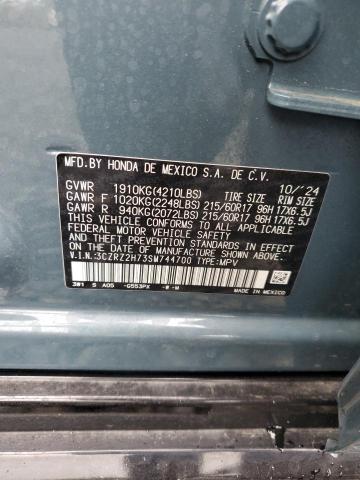 MFD.BY HONDA DE MEXICO S.A. DE C.V.
10/'24
GVWR 1910KG(4210LBS) TIRE SIZE RIM SIZE
GAWR F 1020KG(2248LBS) 215/60R17 96H 17X6.5J
GAWR R 940KG(2072LBS) 215/60R17 96H 17X6.5J
THIS VEHICLE CONFORMS TO ALL APPLICABLE
FEDERAL MOTOR VEHICLE SAFETY AND THEFT
PREVENTION STANDARDS IN EFFECT ON THE DATE
OF MANUFACTURE SHOWN ABOVE.
V.I.N.:3CZRZ2H73SM744700 TYPE:MPV
3W1 S A05 -G553PX -W -M
MADE IN MEXICO